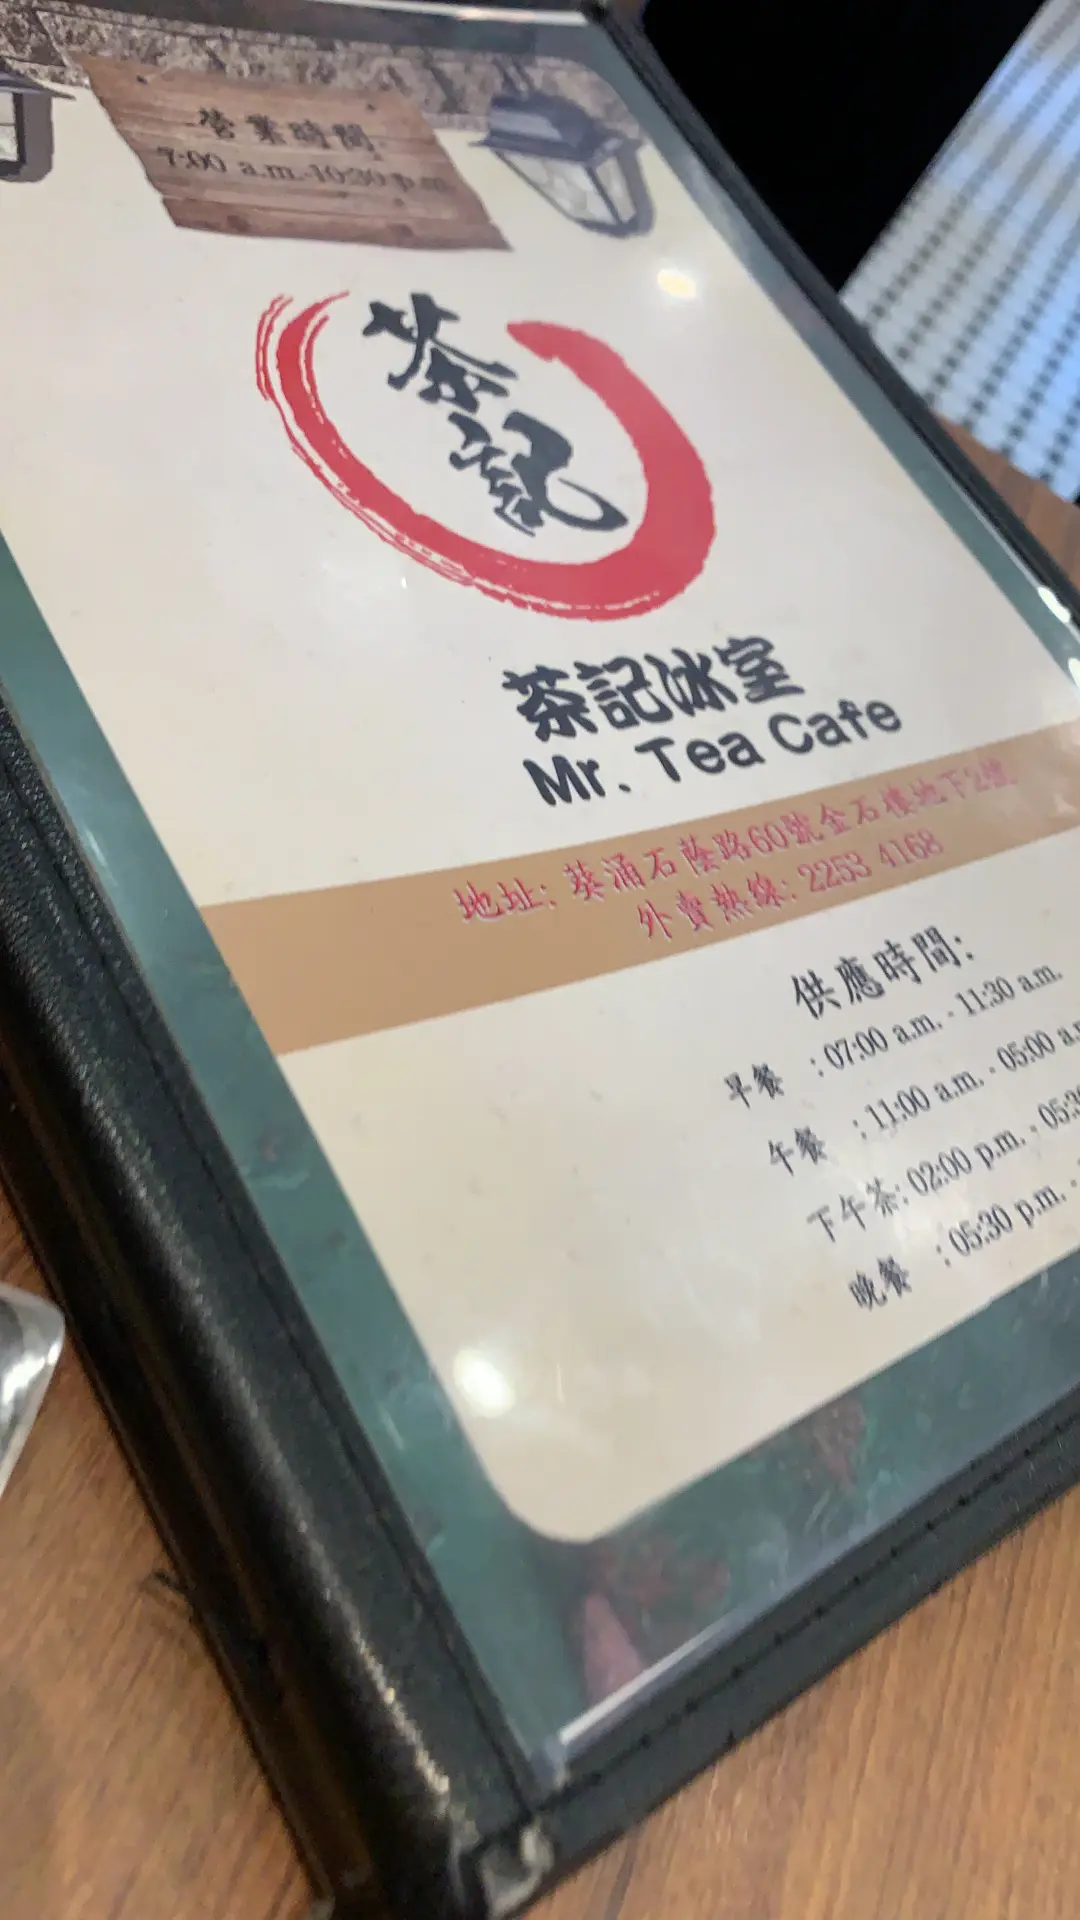 營業時間:
7:00 a.m.-10:30 p.m.
茶記
茶記冰室
Mr. Tea Cafe
地址: 葵涌石蔭路60號金石樓地下2號
外賣熱線: 2253 4168
供應時間:
早餐 : 07:00 a.m. - 11:30 a.m.
午餐 : 11:00 a.m. - 05:00 a.m
下午茶: 02:00 p.m. - 05:3
晚餐 : 05:30 p.m. -